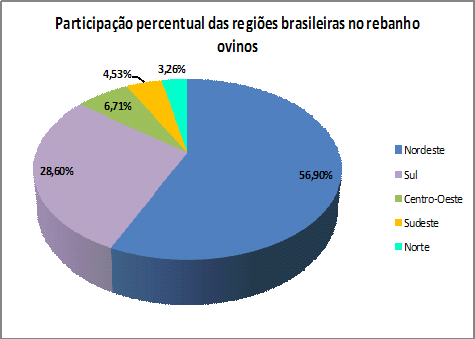 Participação percentual das regiões brasileiras no rebanho
ovinos
4,53%
3,26%
6,71%
28,60%
56,90%
Nordeste
Sul
Centro-Oeste
Sudeste
Norte